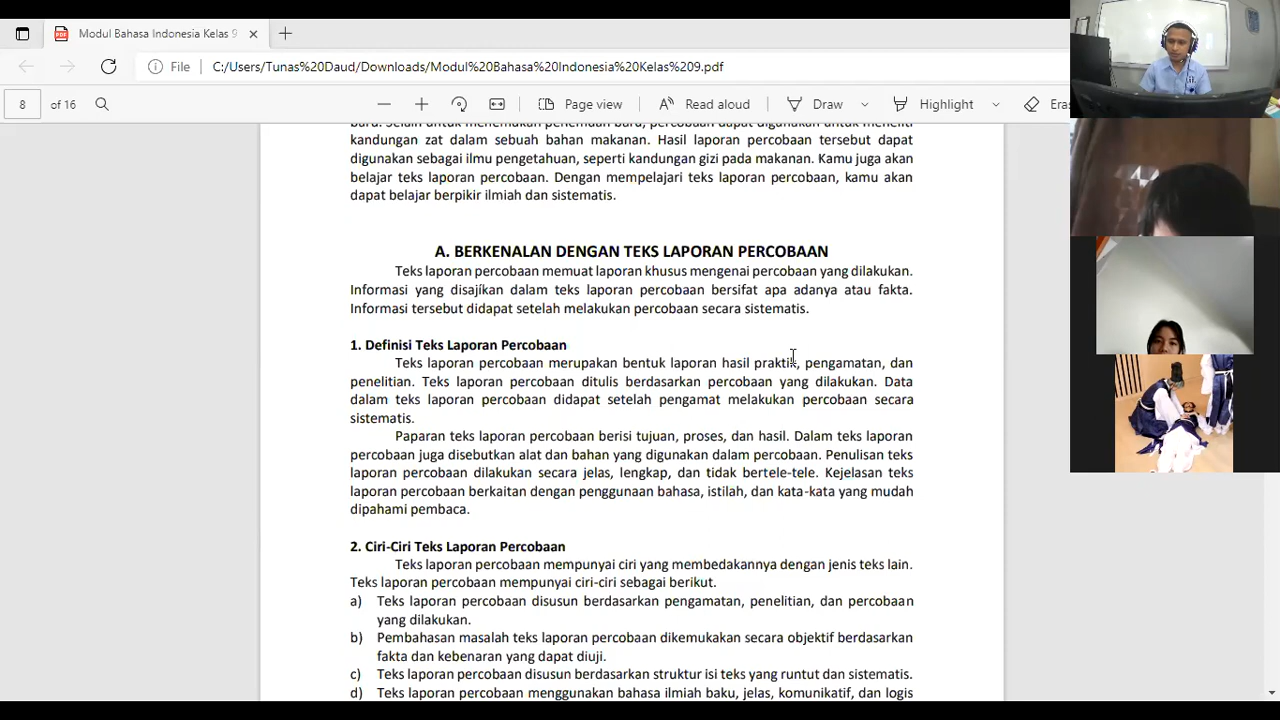 Modul Bahasa Indonesia Kelas 9
File C:/Users/Tunas%20Daud/Downloads/Modul%20Bahasa%20Indonesia%20Kelas%209.pdf
8 of 16 Page view Read aloud Draw Highlight Eras
kandungan zat dalam sebuah bahan makanan. Hasil laporan percobaan tersebut dapat
digunakan sebagai ilmu pengetahuan, seperti kandungan gizi pada makanan. Kamu juga akan
belajar teks laporan percobaan. Dengan mempelajari teks laporan percobaan, kamu akan
dapat belajar berpikir ilmiah dan sistematis.
A. BERKENALAN DENGAN TEKS LAPORAN PERCOBAAN
Teks laporan percobaan memuat laporan khusus mengenai percobaan yang dilakukan.
Informasi yang disajikan dalam teks laporan percobaan bersifat apa adanya atau fakta.
Informasi tersebut didapat setelah melakukan percobaan secara sistematis.
1. Definisi Teks Laporan Percobaan
Teks laporan percobaan merupakan bentuk laporan hasil praktik, pengamatan, dan
penelitian. Teks laporan percobaan ditulis berdasarkan percobaan yang dilakukan. Data
dalam teks laporan percobaan didapat setelah pengamat melakukan percobaan secara
sistematis.
Paparan teks laporan percobaan berisi tujuan, proses, dan hasil. Dalam teks laporan
percobaan juga disebutkan alat dan bahan yang digunakan dalam percobaan. Penulisan teks
laporan percobaan dilakukan secara jelas, lengkap, dan tidak bertele-tele. Kejelasan teks
laporan percobaan berkaitan dengan penggunaan bahasa, istilah, dan kata-kata yang mudah
dipahami pembaca.
2. Ciri-Ciri Teks Laporan Percobaan
Teks laporan percobaan mempunyai ciri yang membedakannya dengan jenis teks lain.
Teks laporan percobaan mempunyai ciri-ciri sebagai berikut.
a) Teks laporan percobaan disusun berdasarkan pengamatan, penelitian, dan percobaan
yang dilakukan.
b) Pembahasan masalah teks laporan percobaan dikemukakan secara objektif berdasarkan
fakta dan kebenaran yang dapat diuji.
c) Teks laporan percobaan disusun berdasarkan struktur isi teks yang runtut dan sistematis.
d) Teks laporan percobaan menggunakan bahasa ilmiah baku, jelas, komunikatif, dan logis